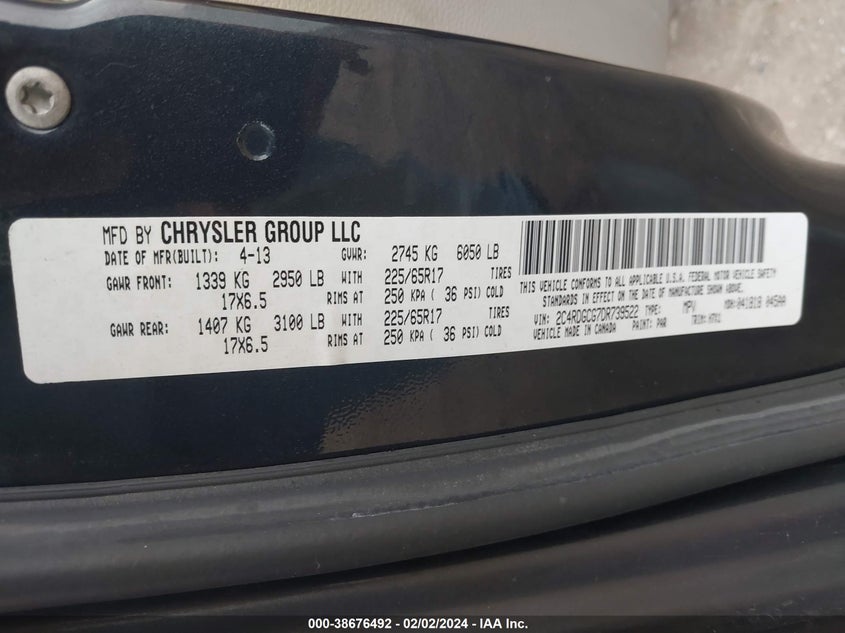 MFD BY CHRYSLER GROUP LLC
DATE OF MFR(BUILT): 4-13 GVWR: 2745 KG 6050 LB
GAWR FRONT: 1339 KG 2950 LB WITH 225/65R17 TIRES
17X6.5 RIMS AT 250 KPA ( 36 PSI) COLD
GAWR REAR: 1407 KG 3100 LB WITH 225/65R17 TIRES
17X6.5 RIMS AT 250 KPA ( 36 PSI) COLD
THIS VEHICLE CONFORMS TO ALL APPLICABLE U.S.A. FEDERAL MOTOR VEHICLE SAFETY
STANDARDS IN EFFECT ON THE DATE OF MANUFACTURE SHOWN ABOVE.
VIN: 2C4RDGCG7DR739522 TYPE: MPV MDH:041818 045AA
VEHICLE MADE IN CANADA PAINT: PAR TRIM:
000-38676492 - 02/02/2024 - IAA Inc.